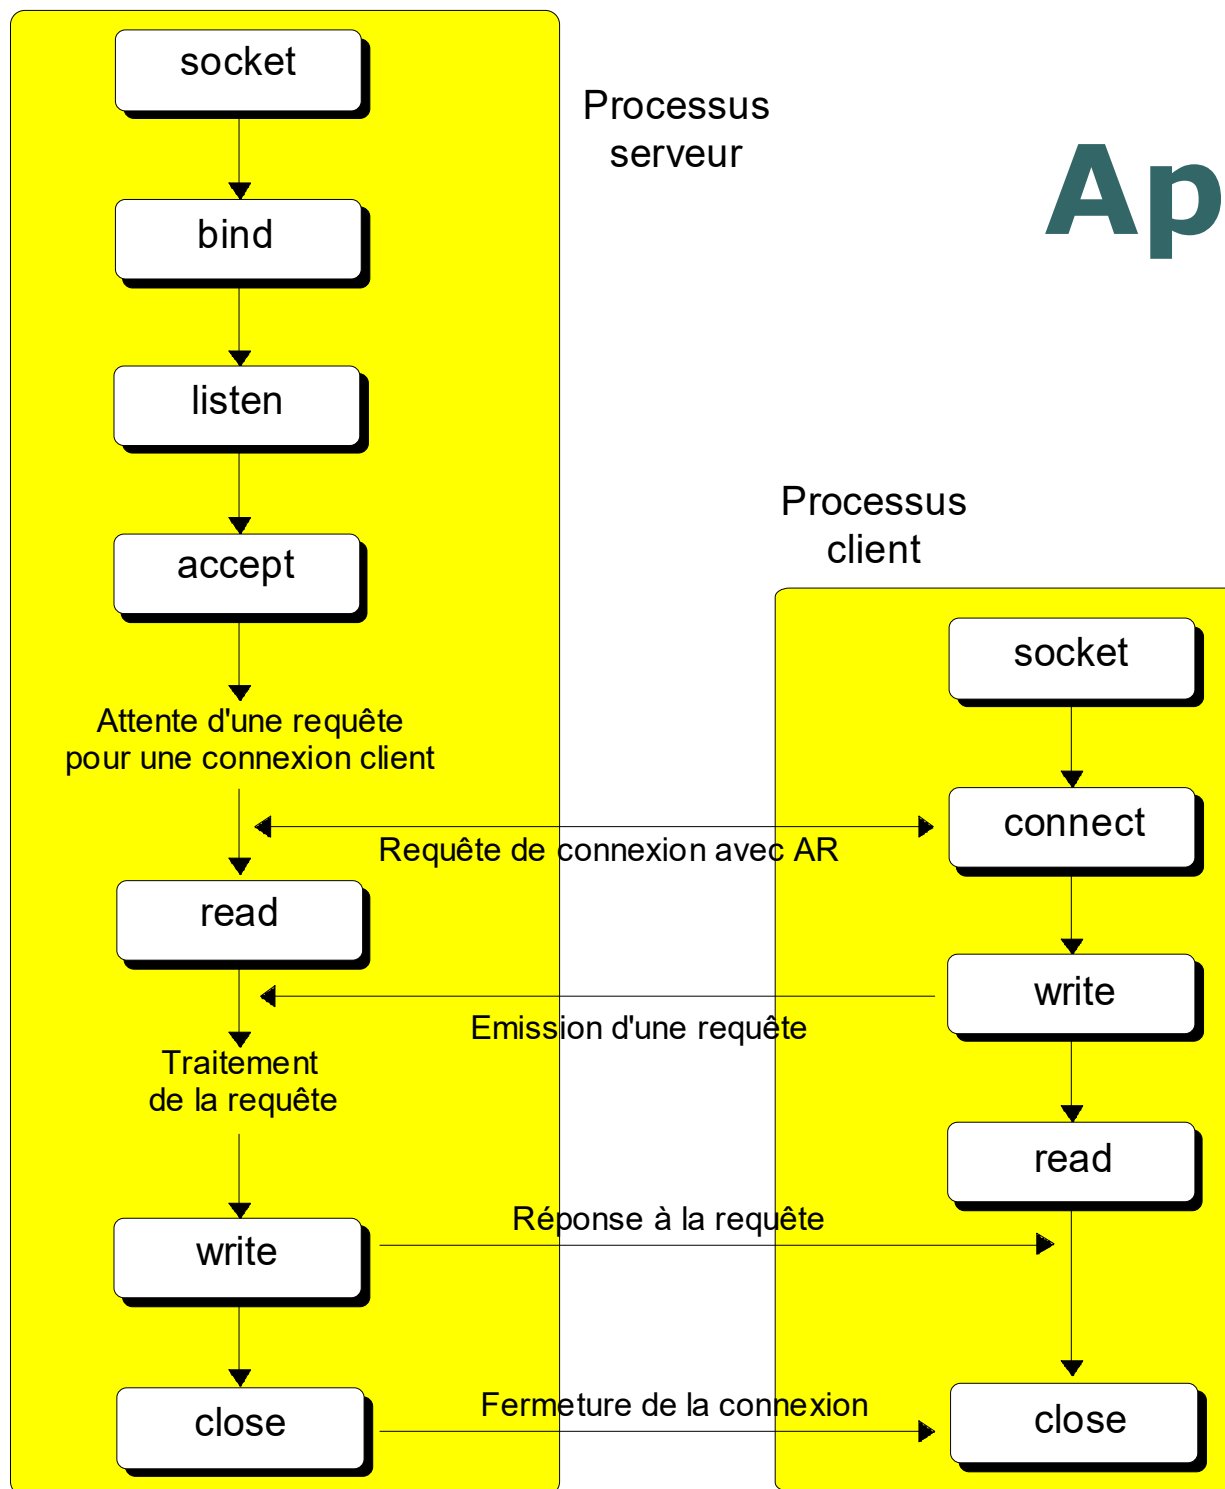 socket
Processus
serveur
Ap
bind
listen
accept
Processus
client
socket
Attente d'une requête
pour une connexion client
connect
Requête de connexion avec AR
read
write
Emission d'une requête
Traitement
de la requête
read
Réponse à la requête
write
Fermeture de la connexion
close
close